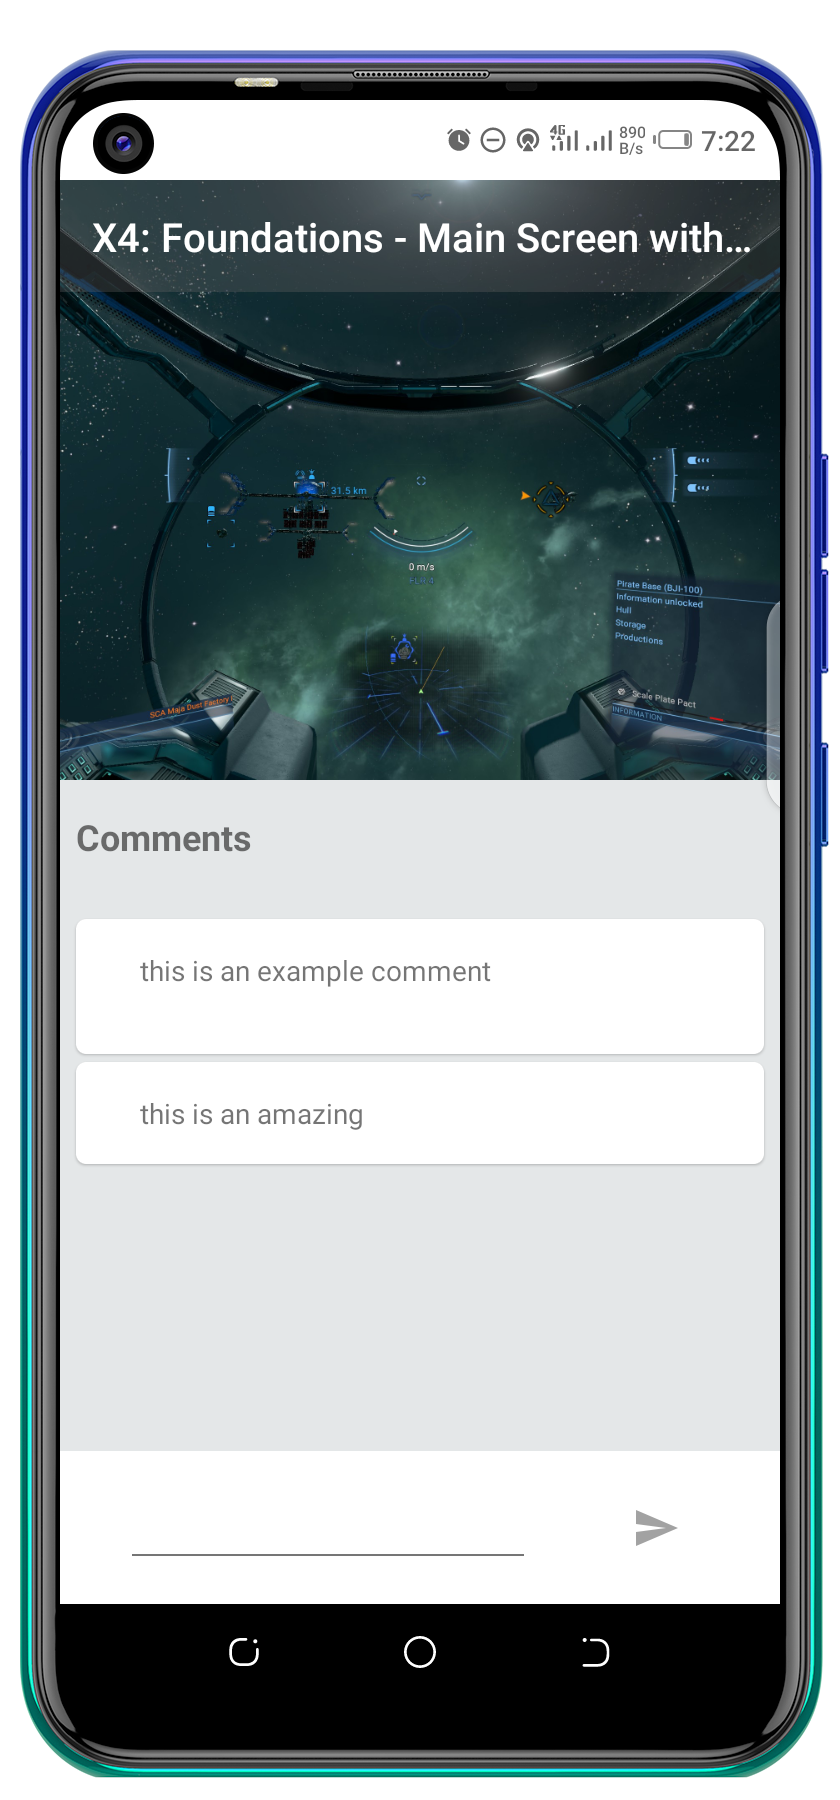 4G 890 B/s 7:22
X4: Foundations - Main Screen with...
31.5 km
0 m/s
Pirate Base (BJI-100)
Information unlocked
Hull
Storage
Productions
Scale Plate Pact
INFORMATION
SCA Maja Dust Factory
Comments
this is an example comment
this is an amazing